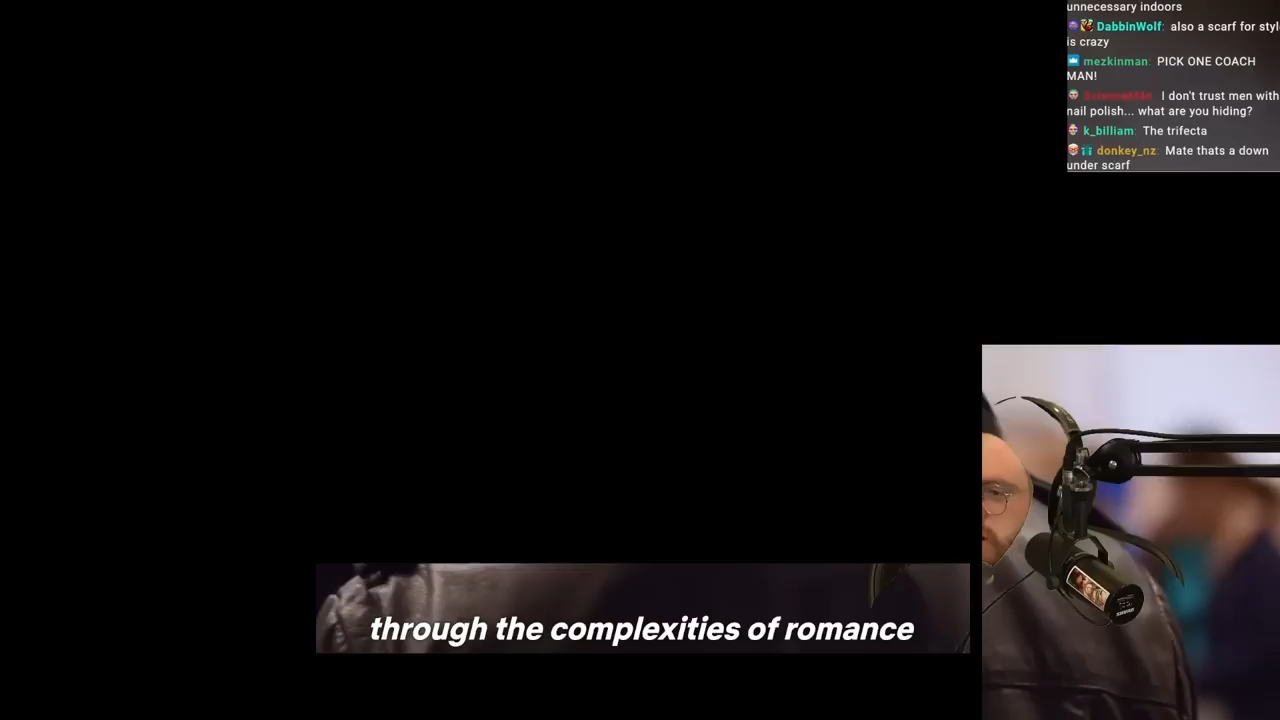 unnecessary indoors
DabbinWolf: also a scarf for styl
is crazy
mezkinman: PICK ONE COACH
MAN!
I don't trust men with
nail polish... what are you hiding?
k_billiam: The trifecta
donkey_nz: Mate thats a down
under scarf
through the complexities of romance